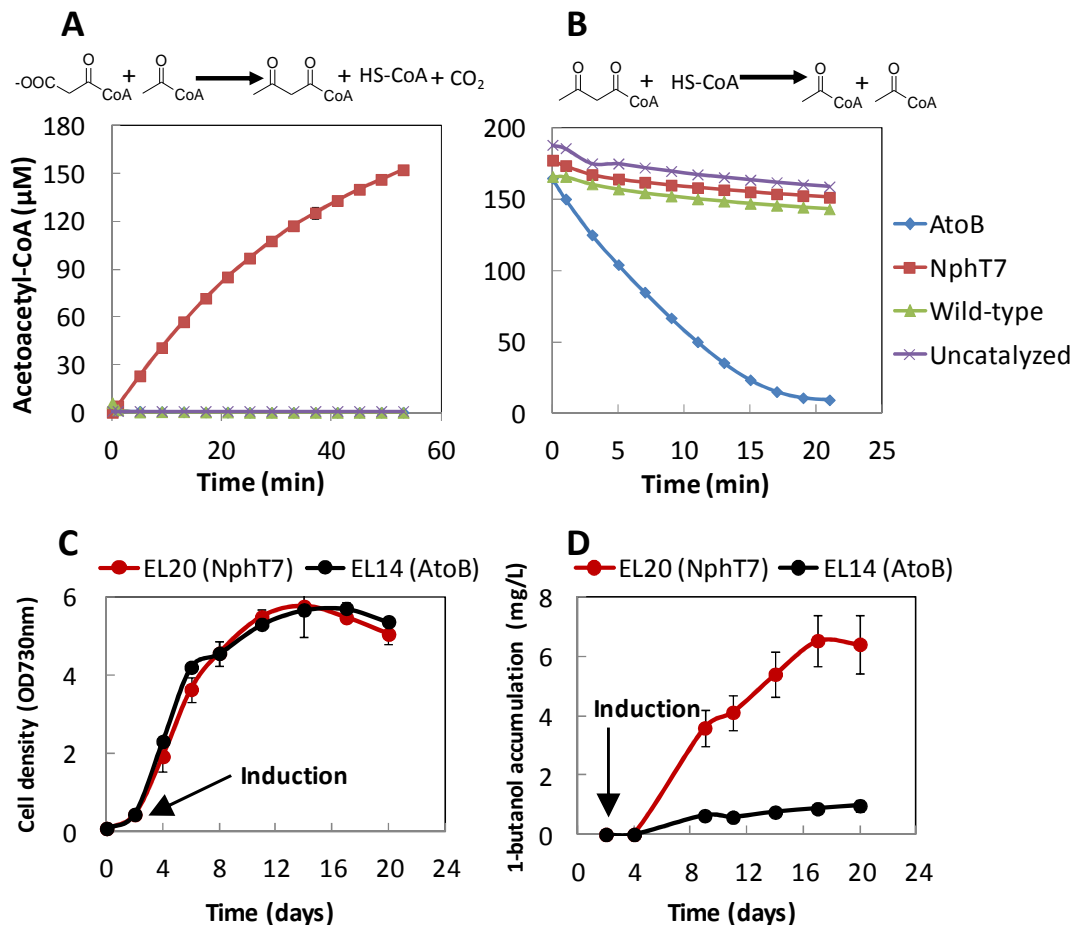 A
B
-OOC
O
CoA
+
O
CoA
O
O
CoA
+ HS-CoA + CO2
O
O
CoA
+
HS-CoA
O
CoA
+
O
CoA
Acetoacetyl-CoA (µM)
180
150
120
90
60
30
0
0
20
40
60
Time (min)
200
150
100
50
0
0
5
10
15
20
25
Time (min)
AtoB
NphT7
Wild-type
Uncatalyzed
C
D
EL20 (NphT7)
EL14 (AtoB)
Cell density (OD730nm)
6
4
2
0
Induction
0
4
8
12
16
20
24
Time (days)
EL20 (NphT7)
EL14 (AtoB)
1-butanol accumulation (mg/L)
8
6
4
2
0
Induction
0
4
8
12
16
20
24
Time (days)